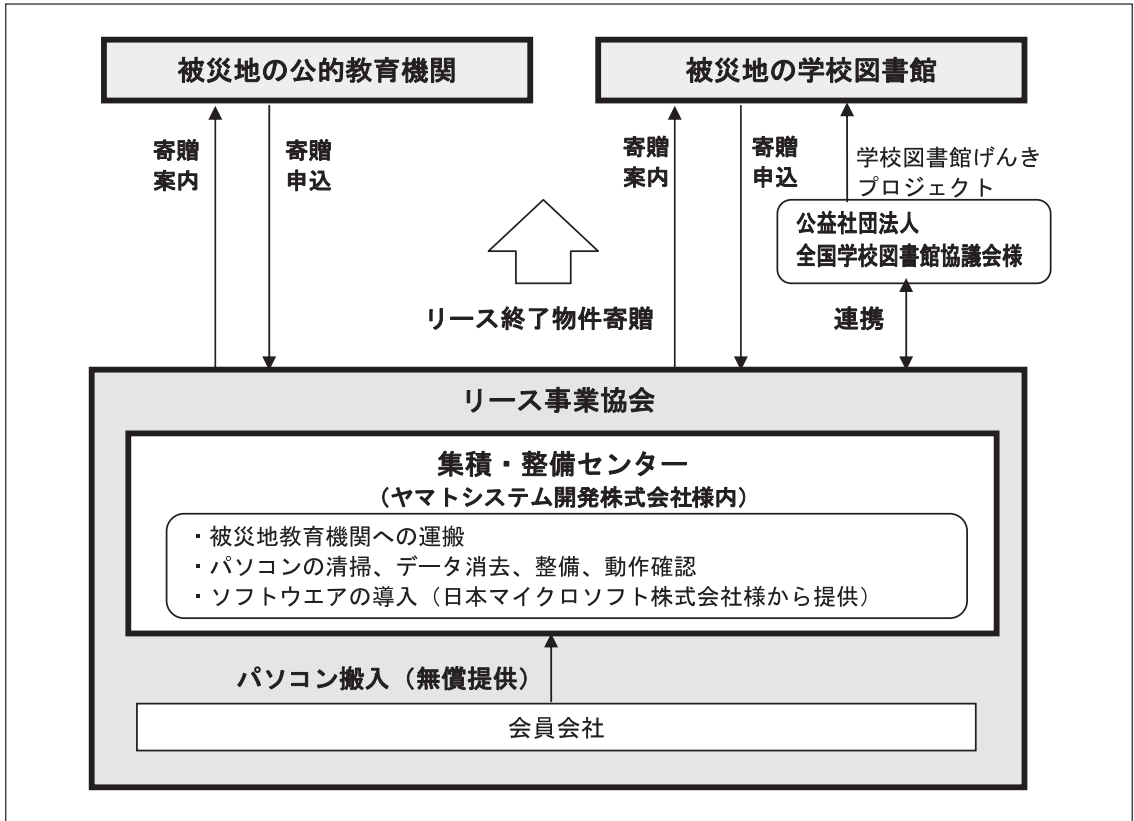 被災地の公的教育機関
被災地の学校図書館
寄贈
案内
寄贈
申込
寄贈
案内
寄贈
申込
学校図書館げんき
プロジェクト
公益社団法人
全国学校図書館協議会様
リース終了物件寄贈
連携
リース事業協会
集積・整備センター
（ヤマトシステム開発株式会社様内）
・被災地教育機関への運搬
・パソコンの清掃、データ消去、整備、動作確認
・ソフトウエアの導入（日本マイクロソフト株式会社様から提供）
パソコン搬入（無償提供）
会員会社